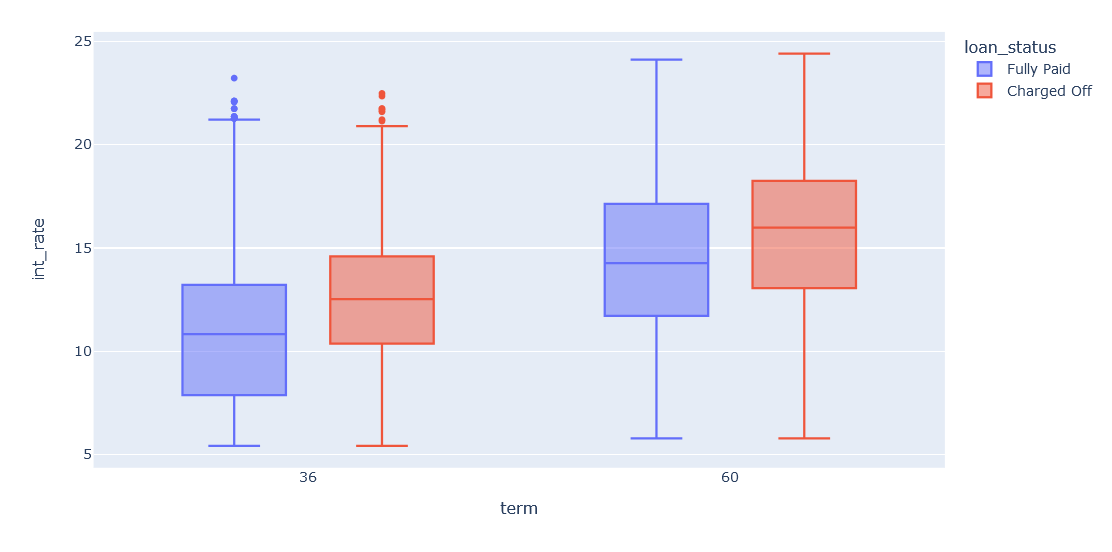 25
20
15
10
5
int_rate
36
60
term
loan_status
Fully Paid
Charged Off